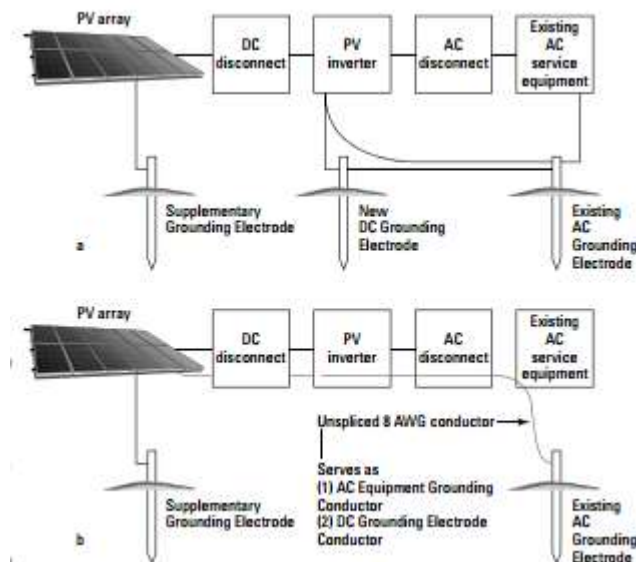 PV array
DC
disconnect
PV
inverter
AC
disconnect
Existing
AC
service
equipment
Supplementary
Grounding Electrode
New
DC Grounding
Electrode
Existing
AC
Grounding
Electrode
a
PV array
DC
disconnect
PV
inverter
AC
disconnect
Existing
AC
service
equipment
Unspliced 8 AWG conductor
Serves as
(1) AC Equipment Grounding
Conductor
(2) DC Grounding Electrode
Conductor
Supplementary
Grounding Electrode
Existing
AC
Grounding
Electrode
b